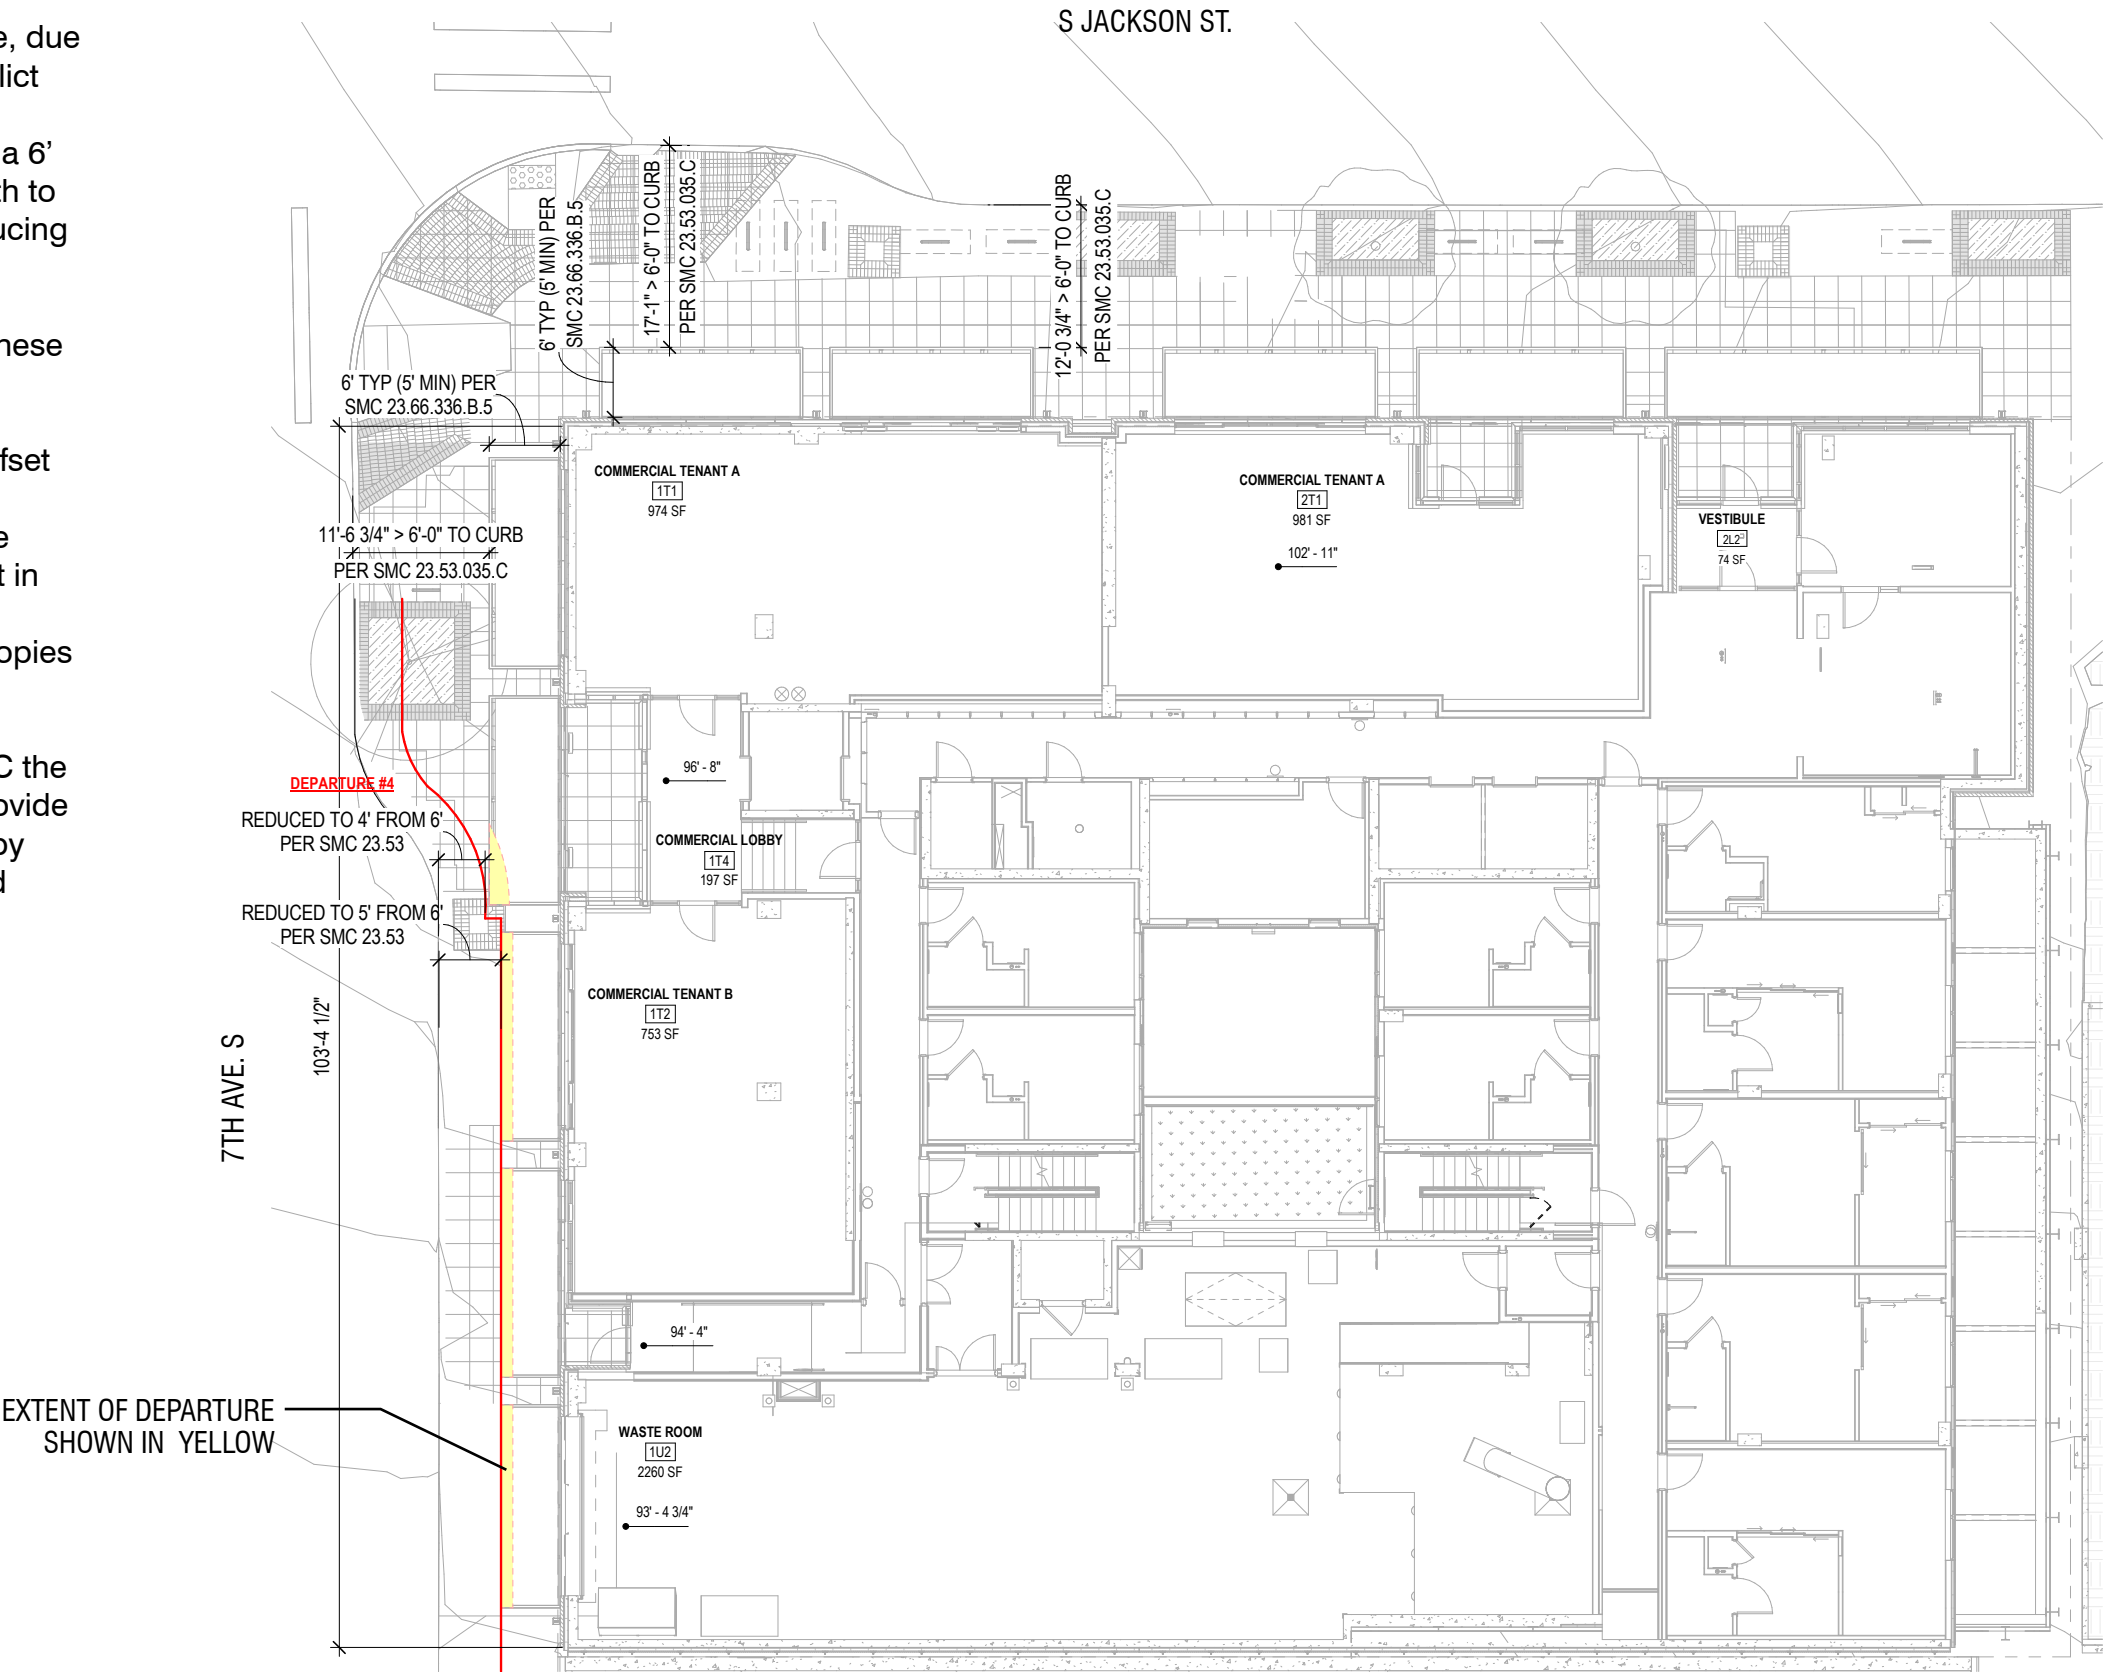 S JACKSON ST.
e, due
lict
a 6’
th to
ucing
hese
fset
e
t in
opies
C the
ovide
by
d
6' TYP (5' MIN) PER
SMC 23.66.336.B.5
17'-1" > 6'-0" TO CURB
PER SMC 23.53.035.C
12'-0 3/4" > 6'-0" TO CURB
PER SMC 23.53.035.C
6' TYP (5' MIN) PER
SMC 23.66.336.B.5
11'-6 3/4" > 6'-0" TO CURB
PER SMC 23.53.035.C
COMMERCIAL TENANT A
1T1
974 SF
COMMERCIAL TENANT A
2T1
981 SF
102' - 11"
VESTIBULE
2L2
74 SF
96' - 8"
DEPARTURE #4
REDUCED TO 4' FROM 6'
PER SMC 23.53
COMMERCIAL LOBBY
1T4
197 SF
REDUCED TO 5' FROM 6'
PER SMC 23.53
COMMERCIAL TENANT B
1T2
753 SF
7TH AVE. S
103'-4 1/2"
94' - 4"
EXTENT OF DEPARTURE
SHOWN IN YELLOW
WASTE ROOM
1U2
2260 SF
93' - 4 3/4"